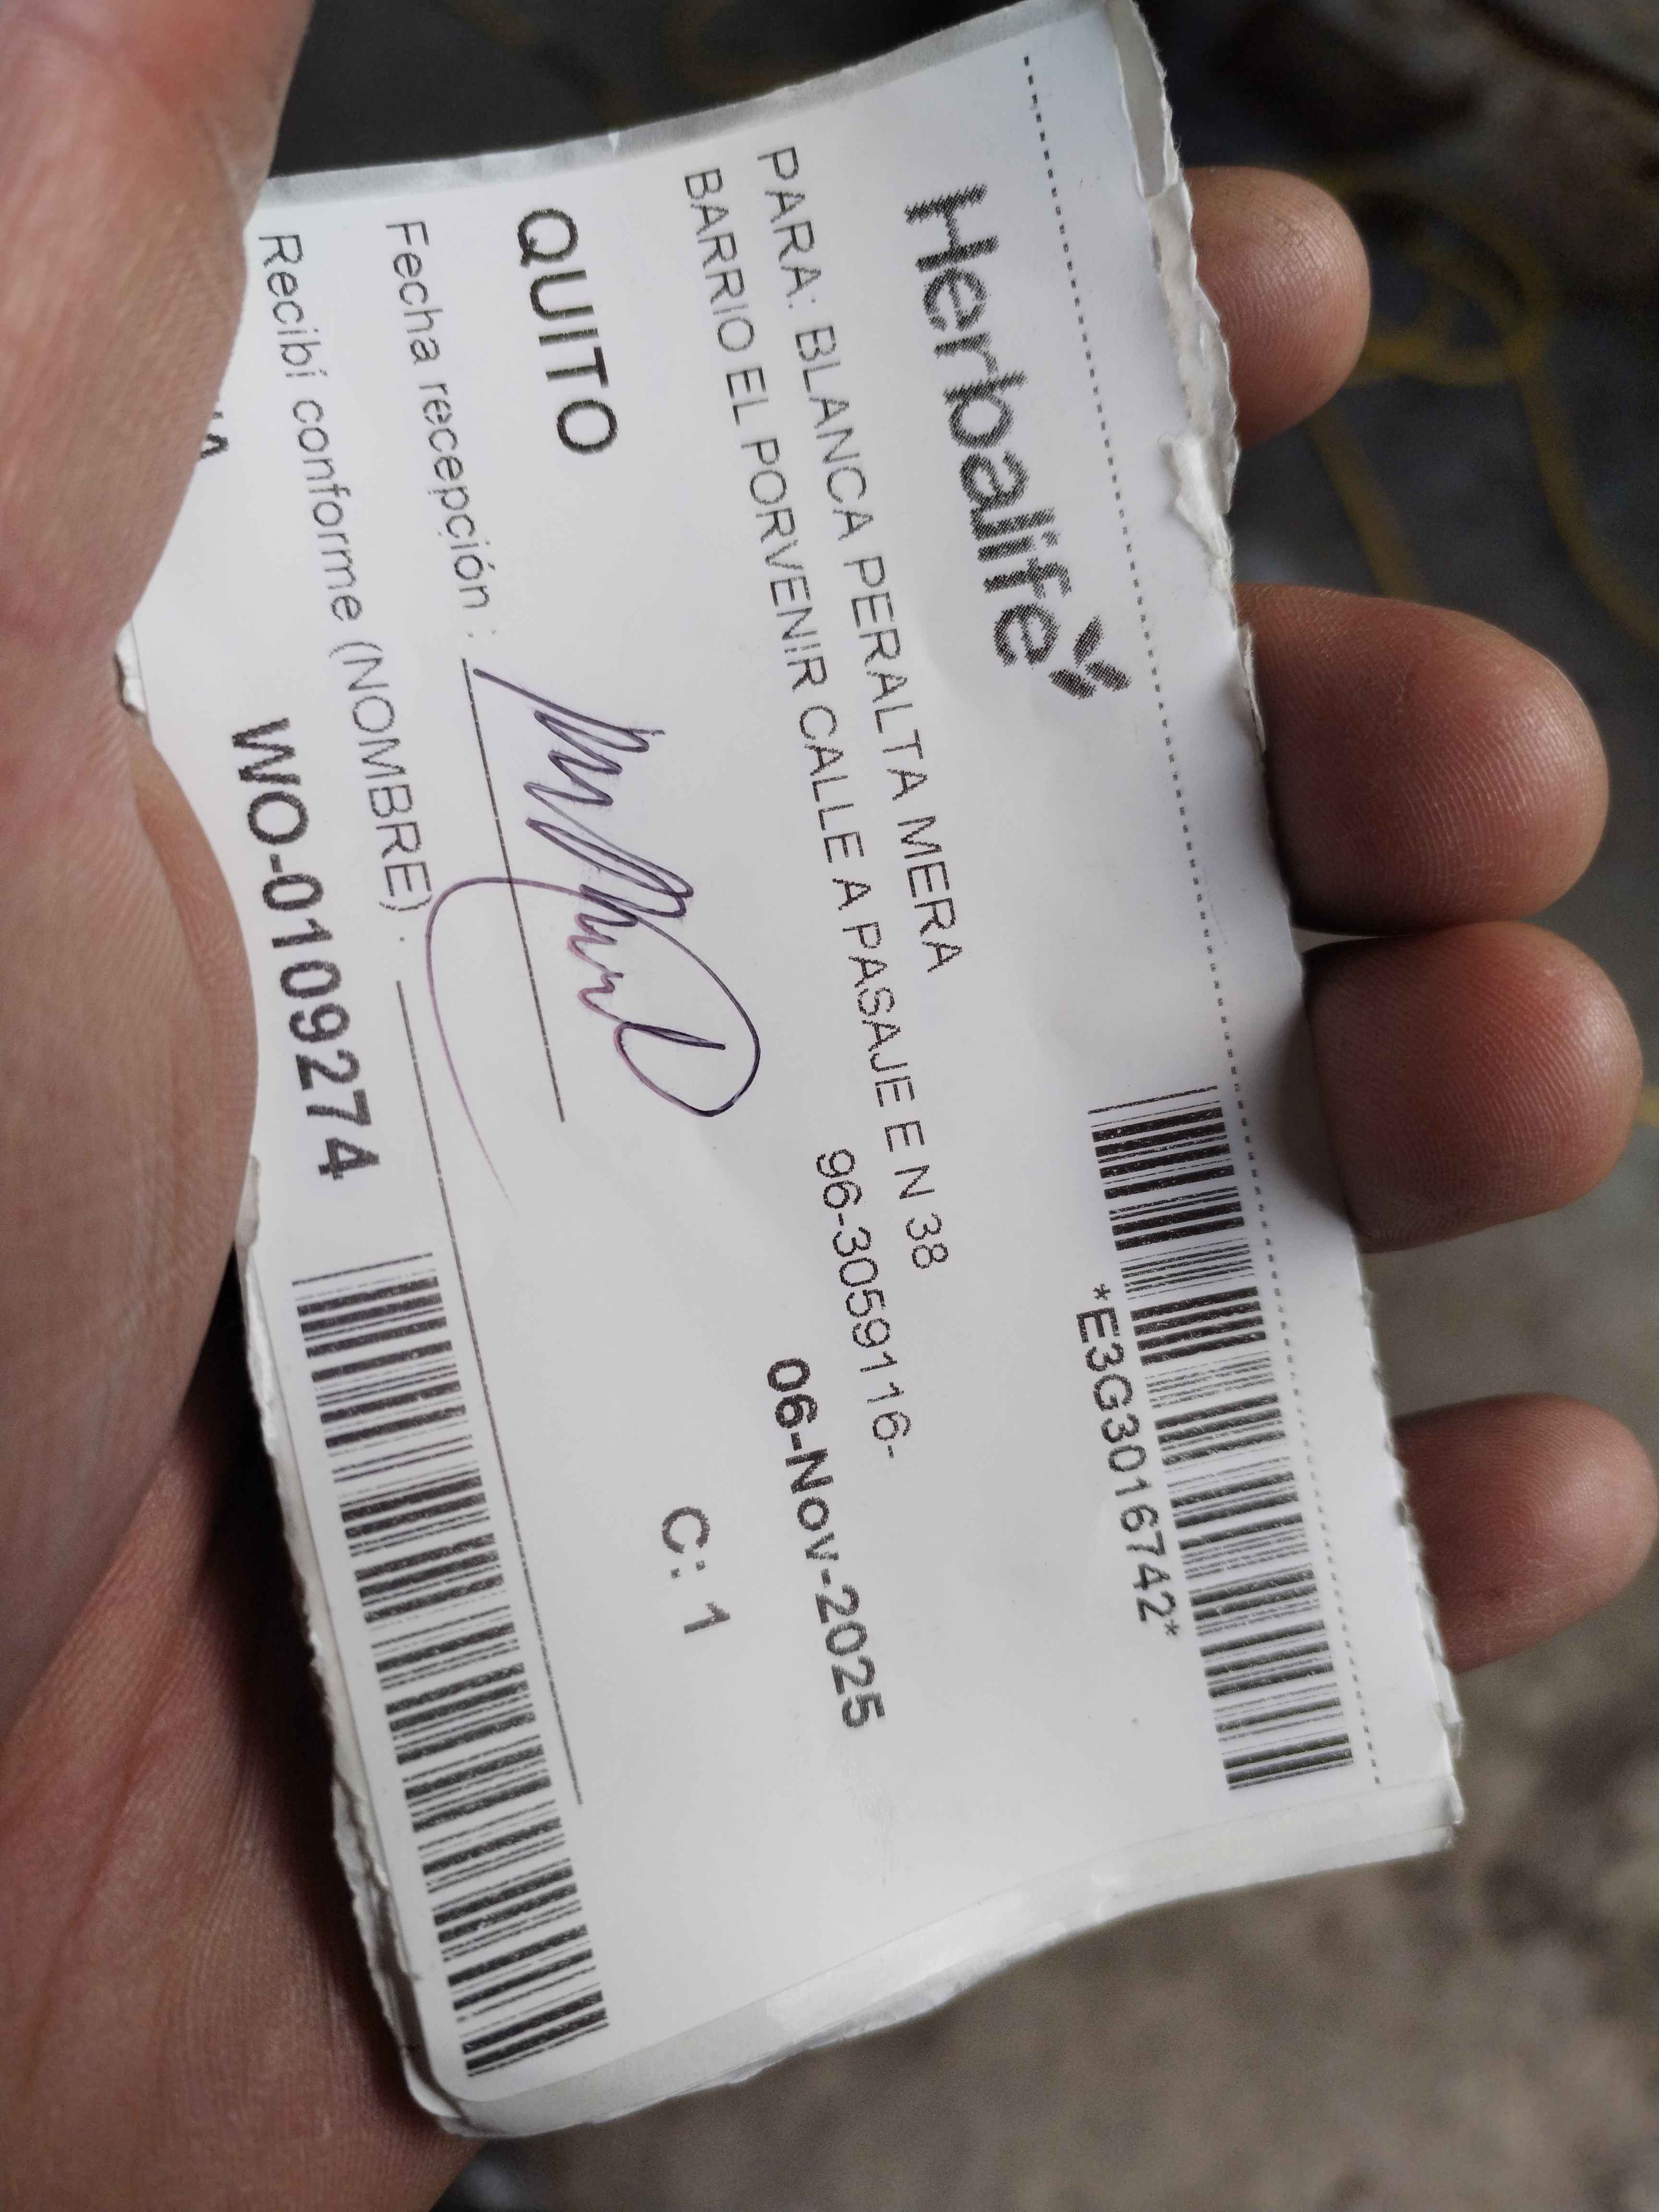 Herbalife
*E3G3016742*
PARA: BLANCA PERALTA MERA
BARRIO EL PORVENIR CALLE A PASAJE E N 38
96-3059116-
06-Nov-2025
QUITO
C: 1
Fecha recepción :
Recibí conforme (NOMBRE) :
WO-0109274